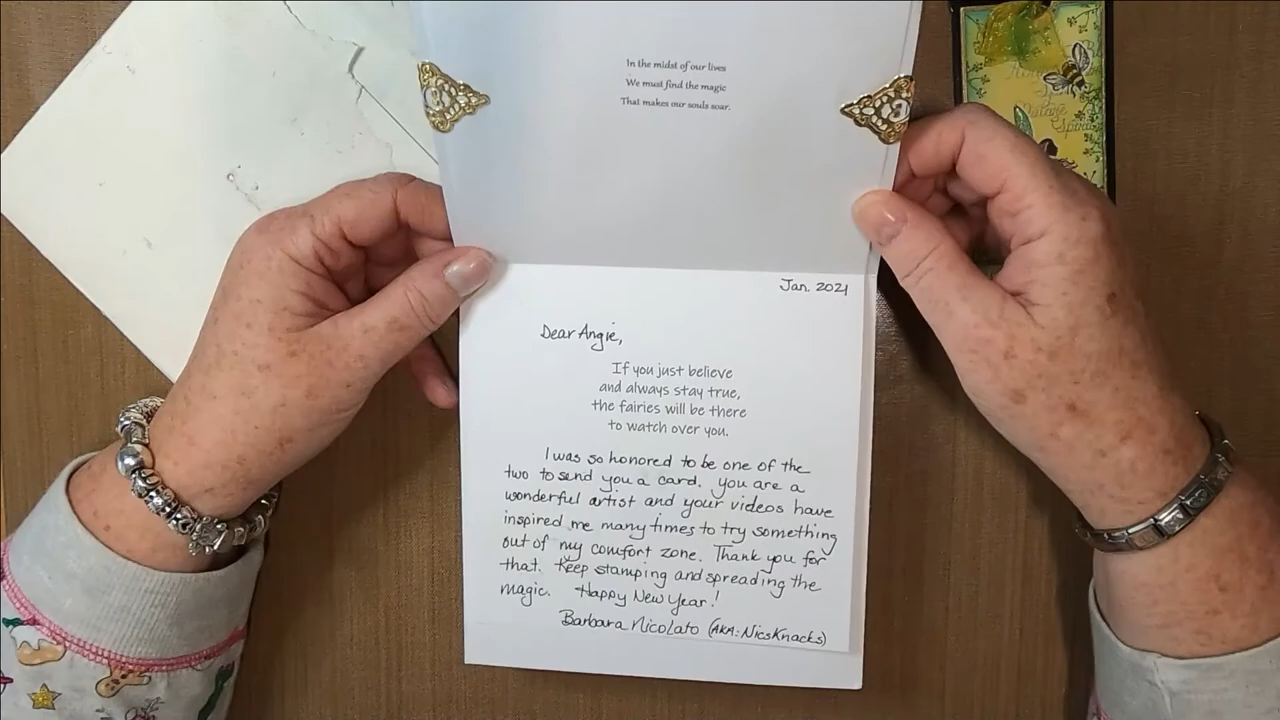 In the midst of our lives
We must find the magic
That makes our souls soar.
Jan. 2021
Dear Angie,
If you just believe
and always stay true,
the fairies will be there
to watch over you.
I was so honored to be one of the
two to send you a card. You are a
wonderful artist and your videos have
inspired me many times to try something
out of my comfort zone. Thank you for
that. Keep stamping and spreading the
magic. Happy New Year!
Barbara Nicolato (AKA: NicsKnacks)
Spirit